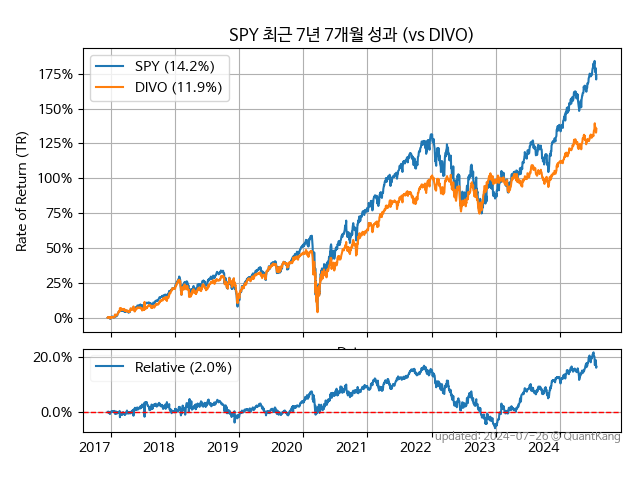 SPY 최근 7년 7개월 성과 (vs DIVO)
SPY (14.2%)
DIVO (11.9%)
Rate of Return (TR)
175%
150%
125%
100%
75%
50%
25%
0%
Relative (2.0%)
20.0%
0.0%
2017 2018 2019 2020 2021 2022 2023 2024
updated: 2024-07-26 © QuantKang